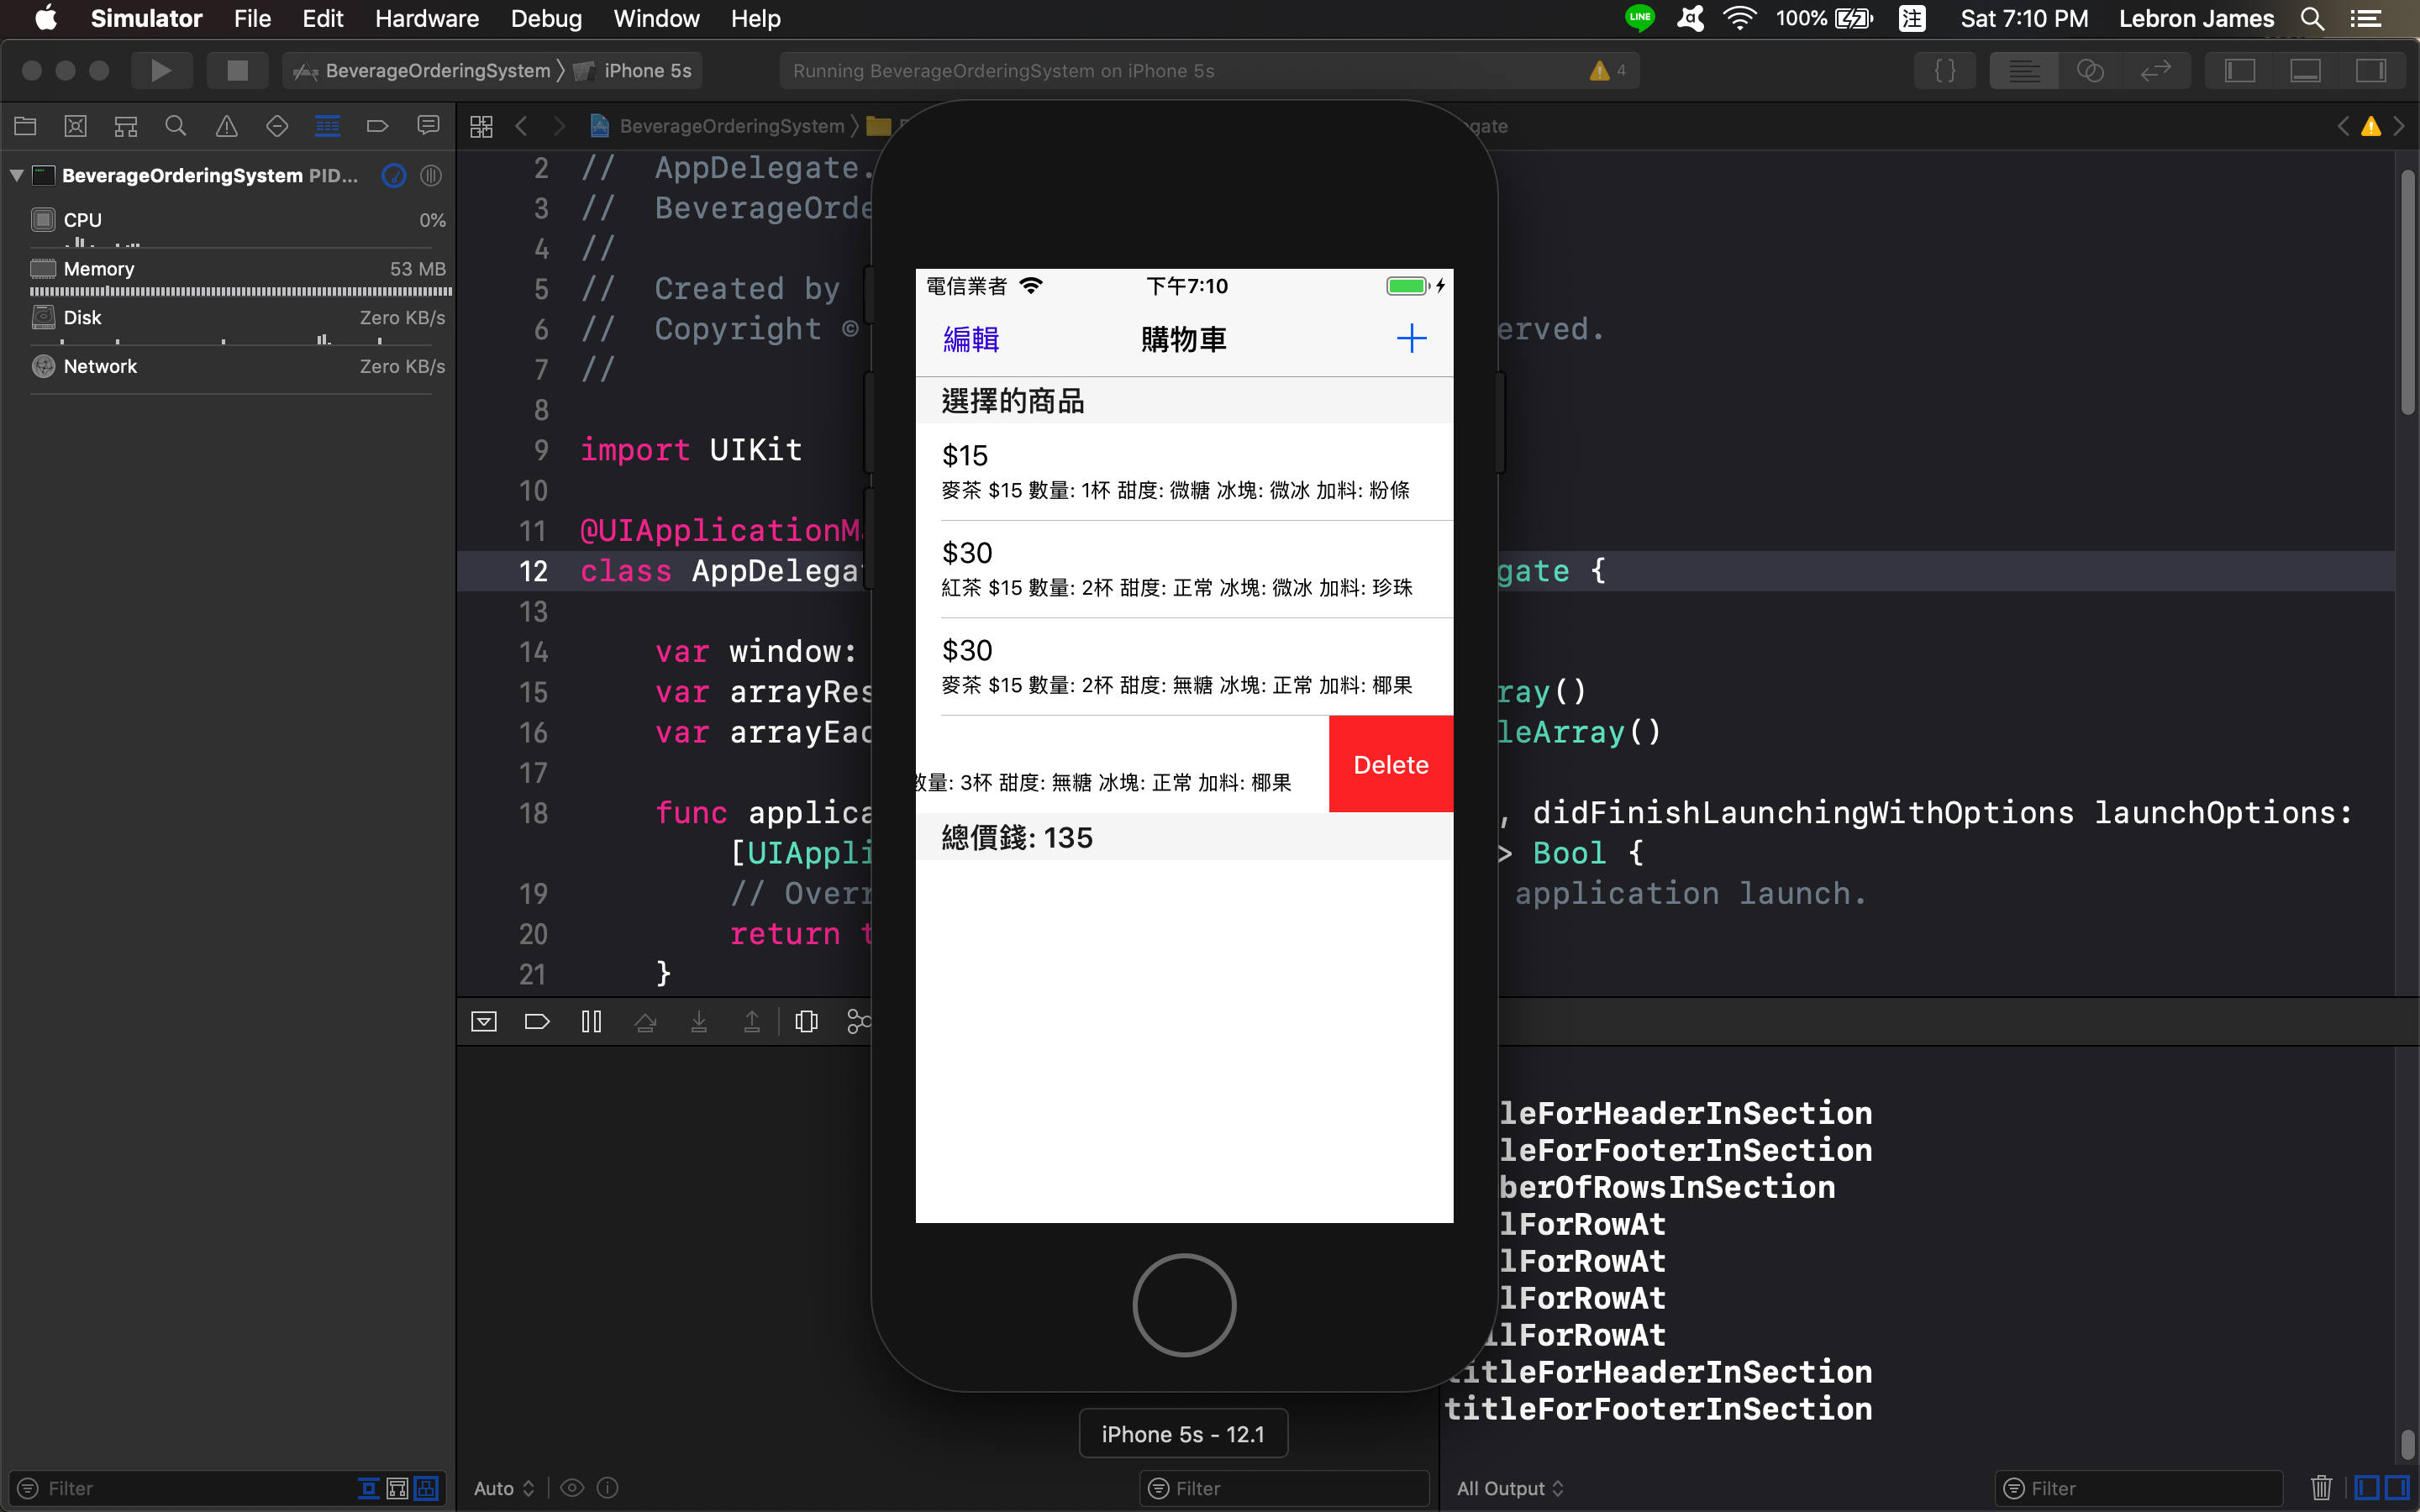 Simulator File Edit Hardware Debug Window Help LINE 100% 注 Sat 7:10 PM Lebron James
BeverageOrderingSystem iPhone 5s Running BeverageOrderingSystem on iPhone 5s 4
BeverageOrderingSystem gate
BeverageOrderingSystem PID...
CPU 0%
Memory 53 MB
Disk Zero KB/s
Network Zero KB/s
2 // AppDelegate.
3 // BeverageOrde
4 //
5 // Created by
6 // Copyright © erved.
7 //
8
9 import UIKit
10
11 @UIApplicationMa
12 class AppDelegat gate {
13
14 var window:
15 var arrayRes ray()
16 var arrayEac leArray()
17
18 func applica , didFinishLaunchingWithOptions launchOptions:
[UIAppli > Bool {
19 // Overr application launch.
20 return t
21 }
電信業者 下午7:10
編輯 購物車 +
選擇的商品
$15
麥茶 $15 數量: 1杯 甜度: 微糖 冰塊: 微冰 加料: 粉條
$30
紅茶 $15 數量: 2杯 甜度: 正常 冰塊: 微冰 加料: 珍珠
$30
麥茶 $15 數量: 2杯 甜度: 無糖 冰塊: 正常 加料: 椰果
數量: 3杯 甜度: 無糖 冰塊: 正常 加料: 椰果
Delete
總價錢: 135
iPhone 5s - 12.1
leForHeaderInSection
leForFooterInSection
berOfRowsInSection
lForRowAt
lForRowAt
lForRowAt
llForRowAt
titleForHeaderInSection
titleForFooterInSection
Filter
Auto
Filter
All Output
Filter